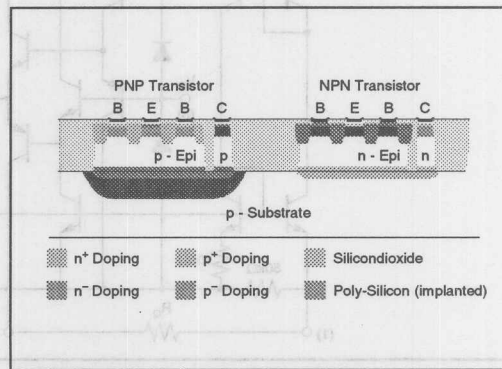 PNP Transistor NPN Transistor
B E B C B E B C
p - Epi p n - Epi n
p - Substrate
n⁺ Doping p⁺ Doping Silicondioxide
n⁻ Doping p⁻ Doping Poly-Silicon (implanted)